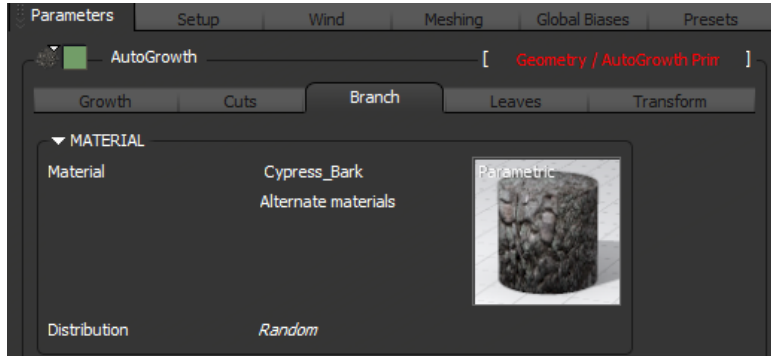 Parameters Setup Wind Meshing Global Biases Presets
AutoGrowth [ Geometry / AutoGrowth Prim ]
Growth Cuts Branch Leaves Transform
MATERIAL
Material Cypress_Bark Parametric
Alternate materials
Distribution Random